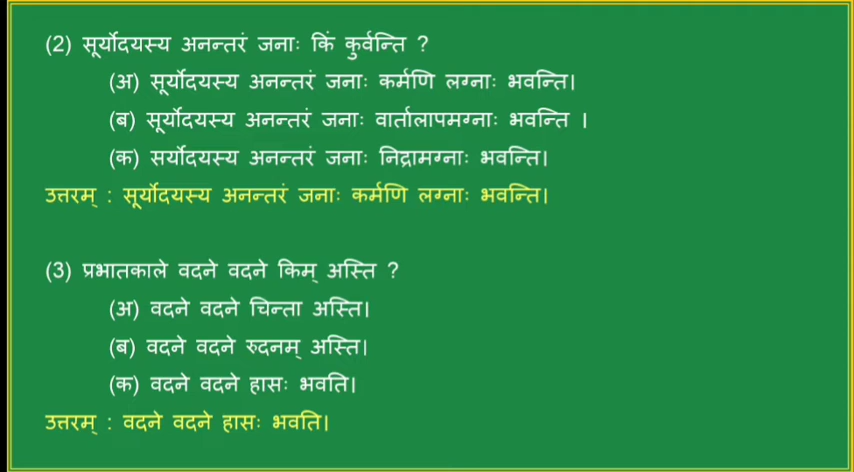 (2) सूर्योदयस्य अनन्तरं जनाः किं कुर्वन्ति ?
(अ) सूर्योदयस्य अनन्तरं जनाः कर्मणि लग्नाः भवन्ति।
(ब) सूर्योदयस्य अनन्तरं जनाः वार्तालापमग्नाः भवन्ति ।
(क) सर्योदयस्य अनन्तरं जनाः निद्रामग्नाः भवन्ति।
उत्तरम् : सूर्योदयस्य अनन्तरं जनाः कर्मणि लग्नाः भवन्ति।
(3) प्रभातकाले वदने वदने किम् अस्ति ?
(अ) वदने वदने चिन्ता अस्ति।
(ब) वदने वदने रुदनम् अस्ति।
(क) वदने वदने हासः भवति।
उत्तरम् : वदने वदने हासः भवति।